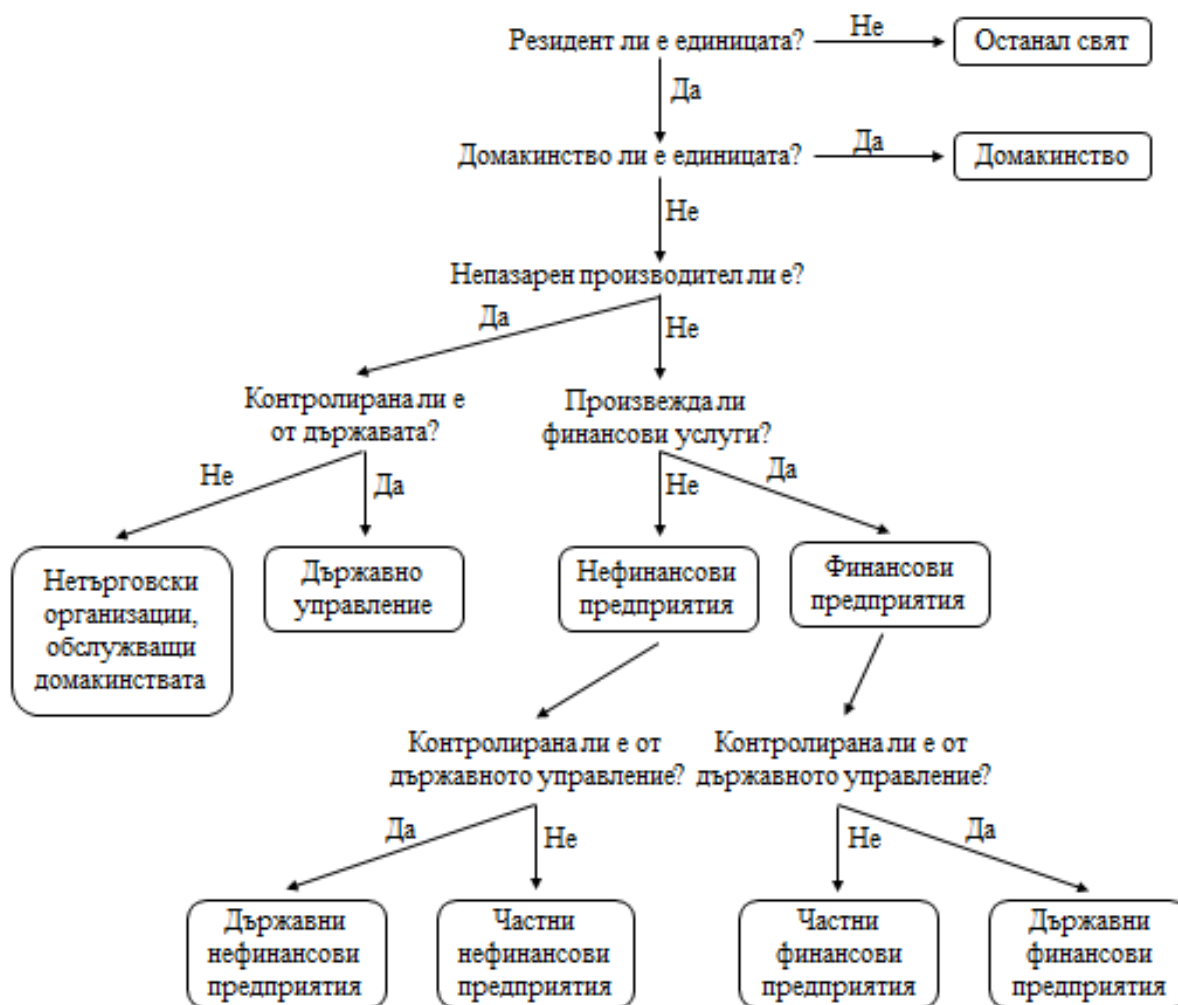 Резидент ли е единицата?
Не
Останал свят
Да
Домакинство ли е единицата?
Да
Домакинство
Не
Непазарен производител ли е?
Да
Не
Контролирана ли е
от държавата?
Произвежда ли
финансови услуги?
Не
Да
Не
Да
Нетърговски
организации,
обслужващи
домакинствата
Държавно
управление
Нефинансови
предприятия
Финансови
предприятия
Контролирана ли е от
държавното управление?
Контролирана ли е от
държавното управление?
Да
Не
Не
Да
Държавни
нефинансови
предприятия
Частни
нефинансови
предприятия
Частни
финансови
предприятия
Държавни
финансови
предприятия